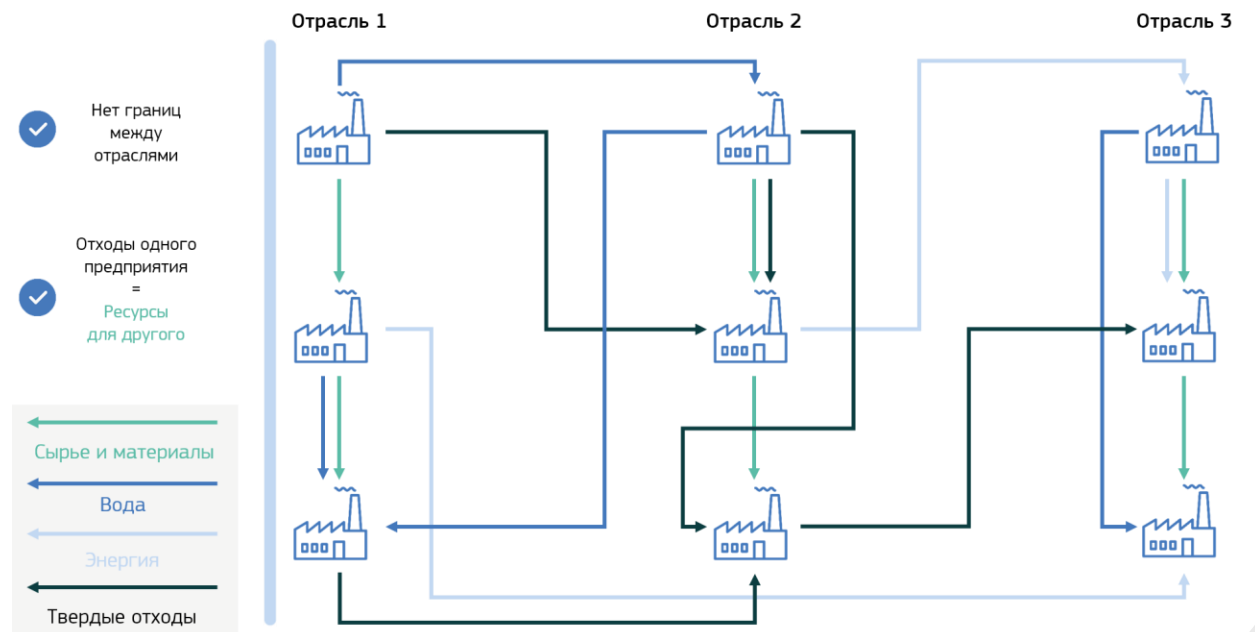 Отрасль 1
Отрасль 2
Отрасль 3
Нет границ
между
отраслями
Отходы одного
предприятия
=
Ресурсы
для другого
Сырье и материалы
Вода
Энергия
Твердые отходы